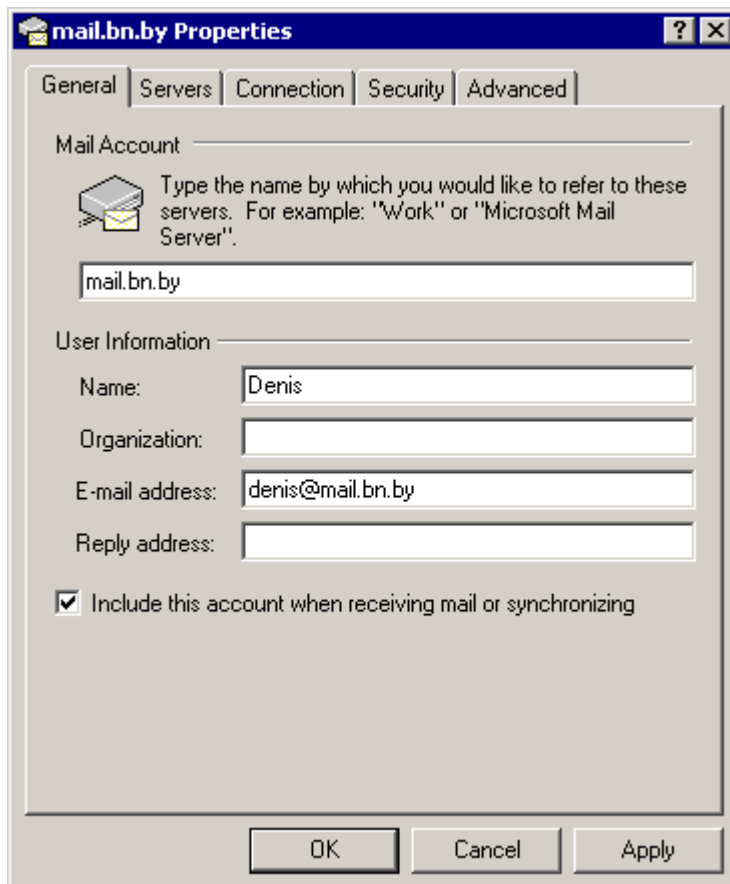 mail.bn.by Properties
General Servers Connection Security Advanced
Mail Account
Type the name by which you would like to refer to these
servers. For example: "Work" or "Microsoft Mail
Server".
mail.bn.by
User Information
Name: Denis
Organization:
E-mail address: denis@mail.bn.by
Reply address:
Include this account when receiving mail or synchronizing
OK Cancel Apply